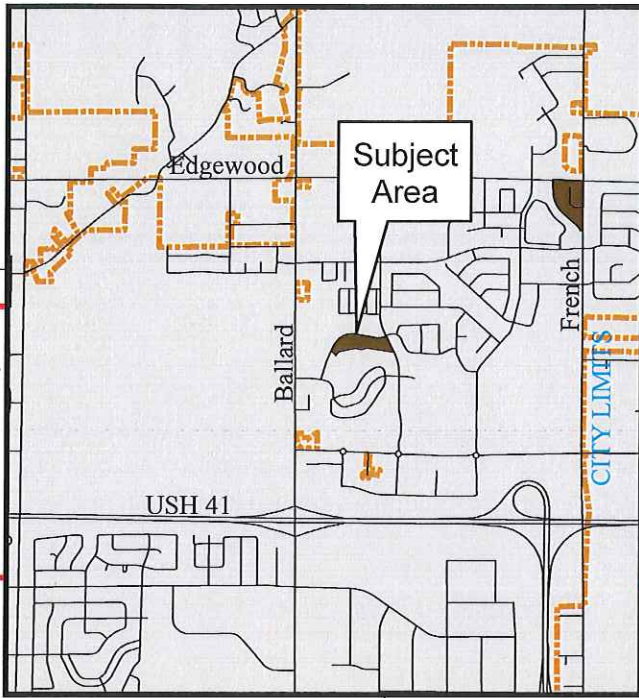 Subject
Area
Edgewood
French
Ballard
CITY LIMITS
USH 41